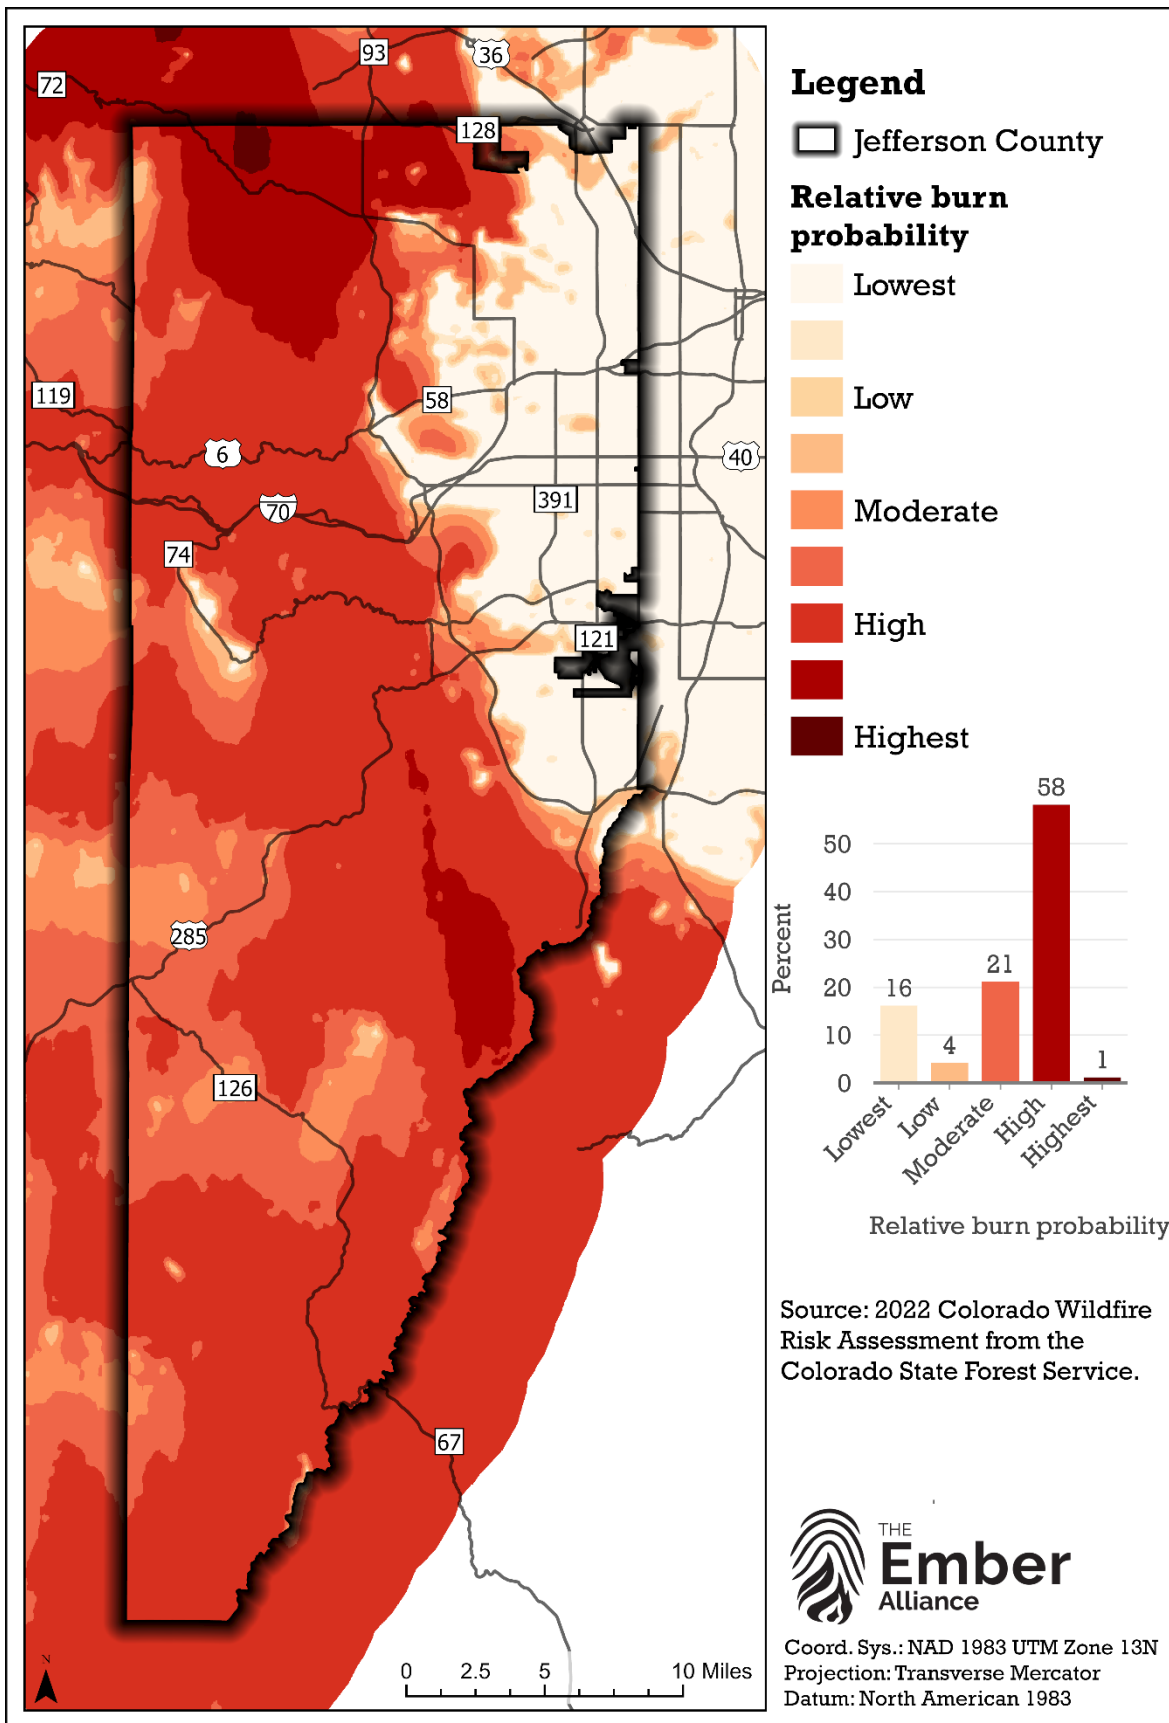 93
36
72
128
58
119
6
40
391
70
74
121
285
126
67
N
0 2.5 5 10 Miles
Legend
Jefferson County
Relative burn
probability
Lowest
Low
Moderate
High
Highest
58
50
40
30
20
10
0
Percent
16
4
21
1
Lowest
Low
Moderate
High
Highest
Relative burn probability
Source: 2022 Colorado Wildfire
Risk Assessment from the
Colorado State Forest Service.
THE
Ember
Alliance
Coord. Sys.: NAD 1983 UTM Zone 13N
Projection: Transverse Mercator
Datum: North American 1983